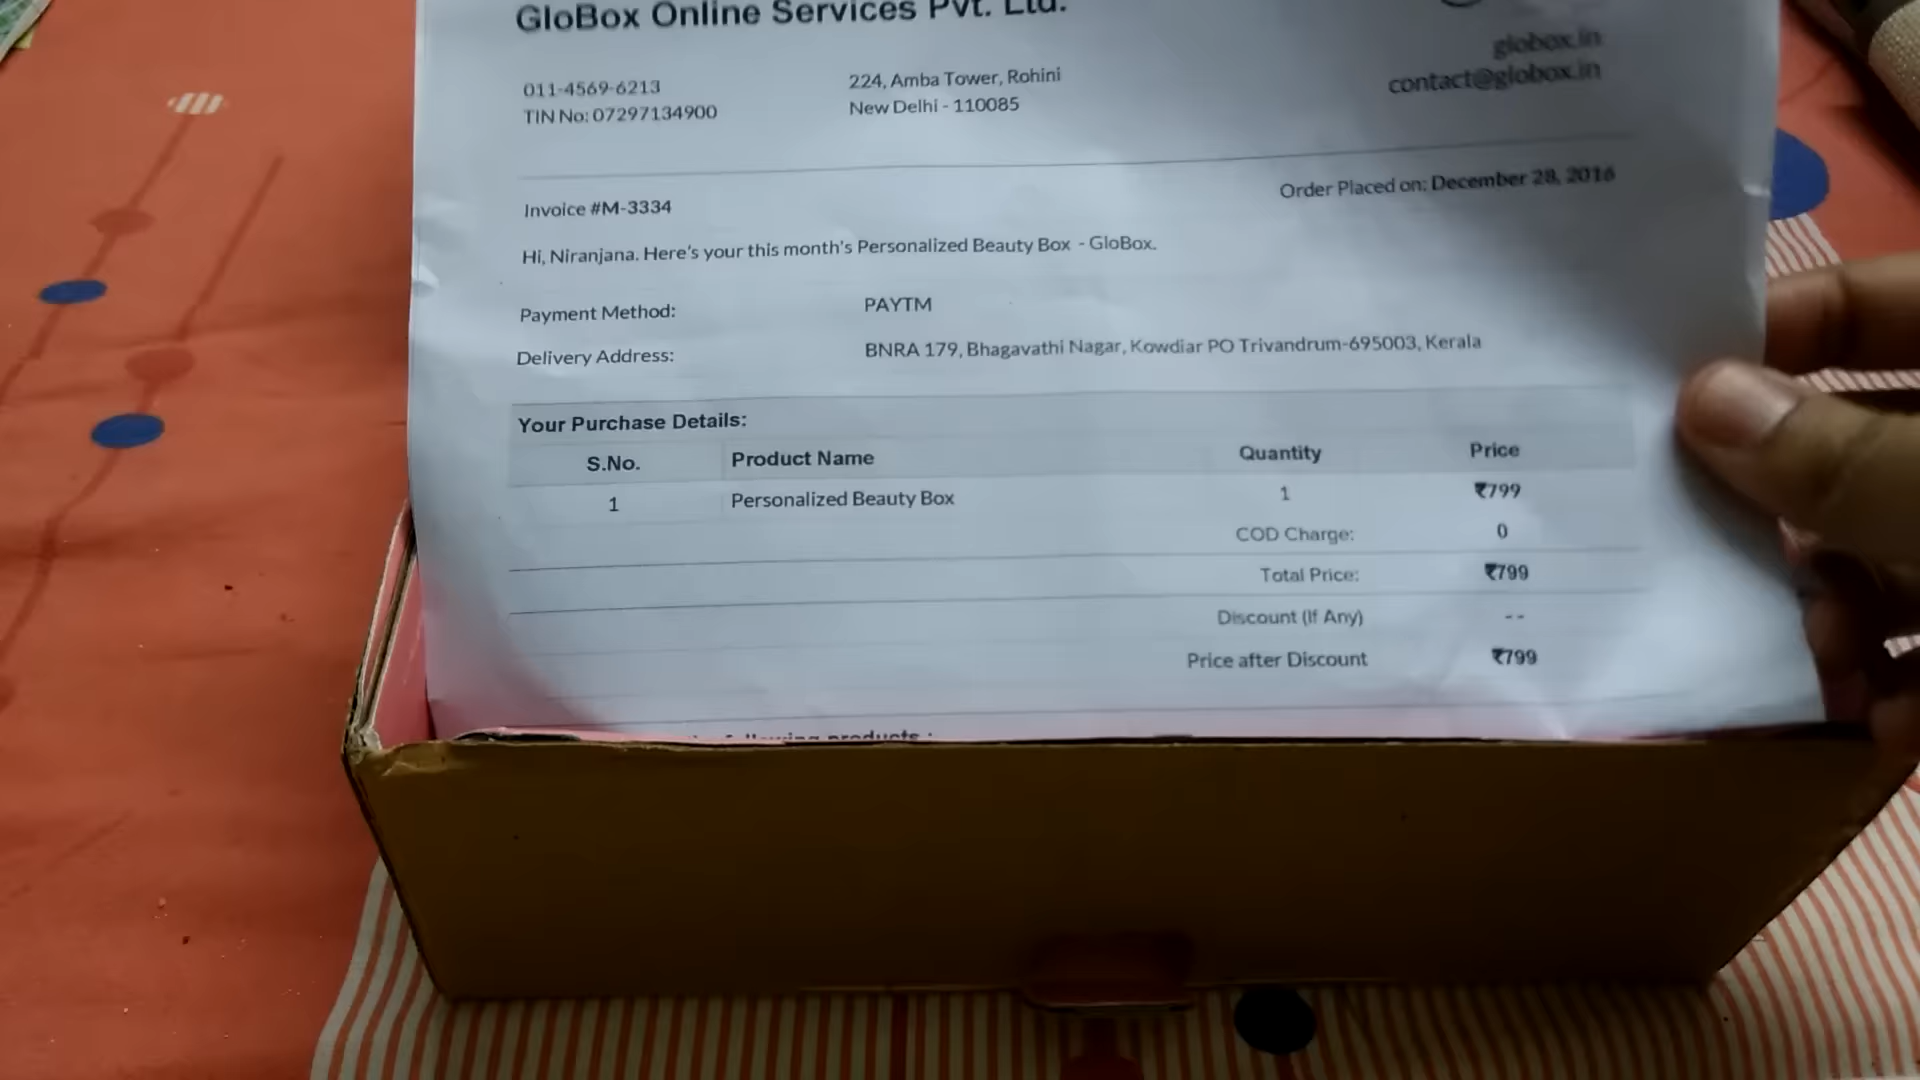 GloBox Online Services Pvt. Ltd.
globox.in
011-4569-6213 224, Amba Tower, Rohini contact@globox.in
TIN No: 07297134900 New Delhi - 110085
Order Placed on: December 28, 2016
Invoice #M-3334
Hi, Niranjana. Here's your this month's Personalized Beauty Box - GloBox.
Payment Method: PAYTM
Delivery Address: BNRA 179, Bhagavathi Nagar, Kowdiar PO Trivandrum-695003, Kerala
Your Purchase Details:
S.No. Product Name Quantity Price
1 Personalized Beauty Box 1 ₹799
COD Charge: 0
Total Price: ₹799
Discount (If Any) --
Price after Discount ₹799
following products :